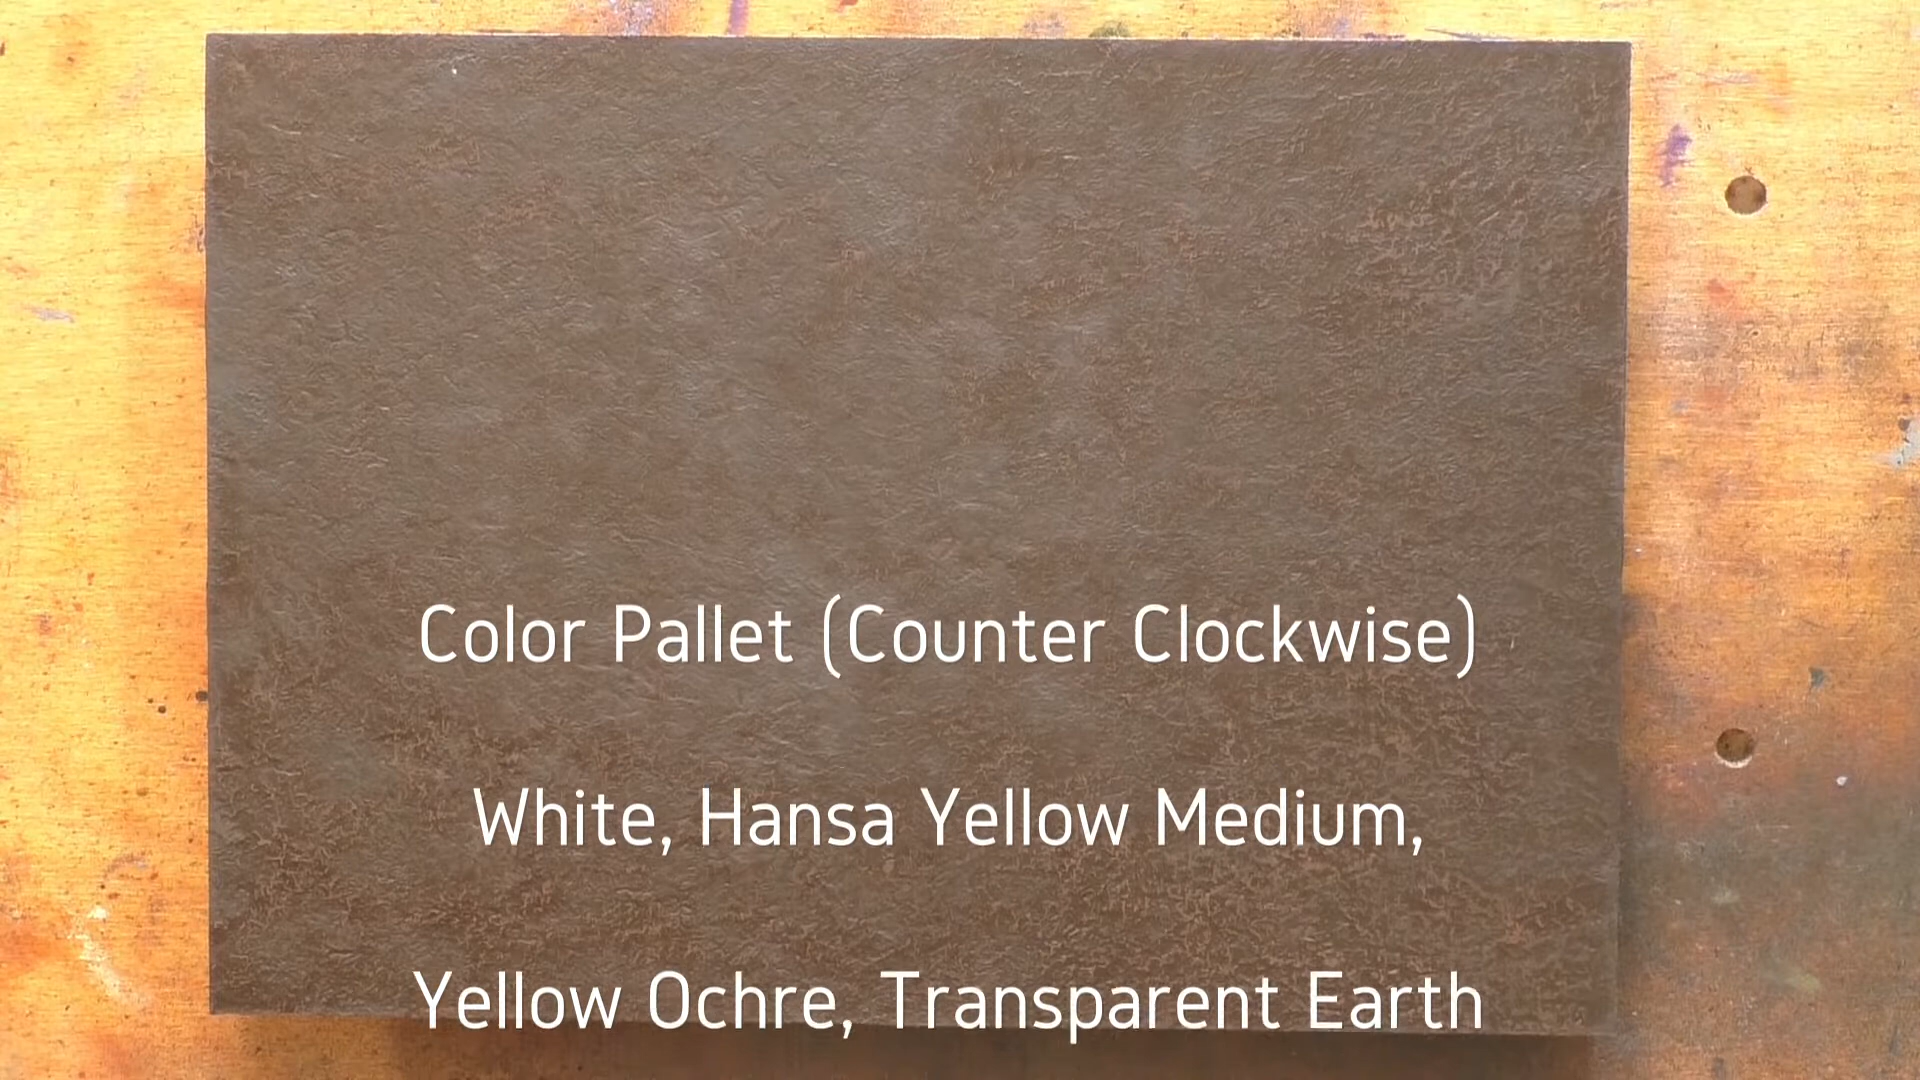 Color Pallet (Counter Clockwise)
White, Hansa Yellow Medium,
Yellow Ochre, Transparent Earth